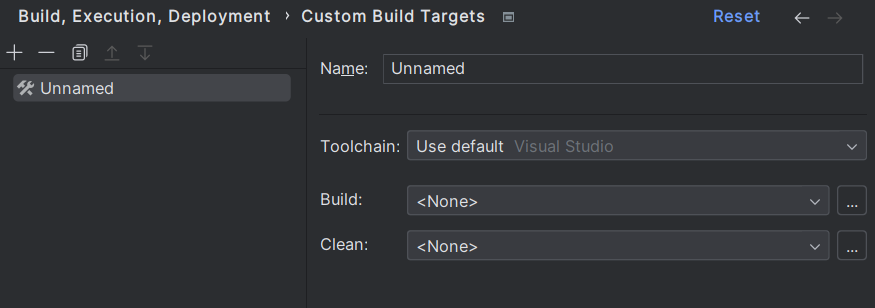 Build, Execution, Deployment › Custom Build Targets Reset
Unnamed
Name: Unnamed
Toolchain: Use default Visual Studio
Build: <None> ...
Clean: <None> ...